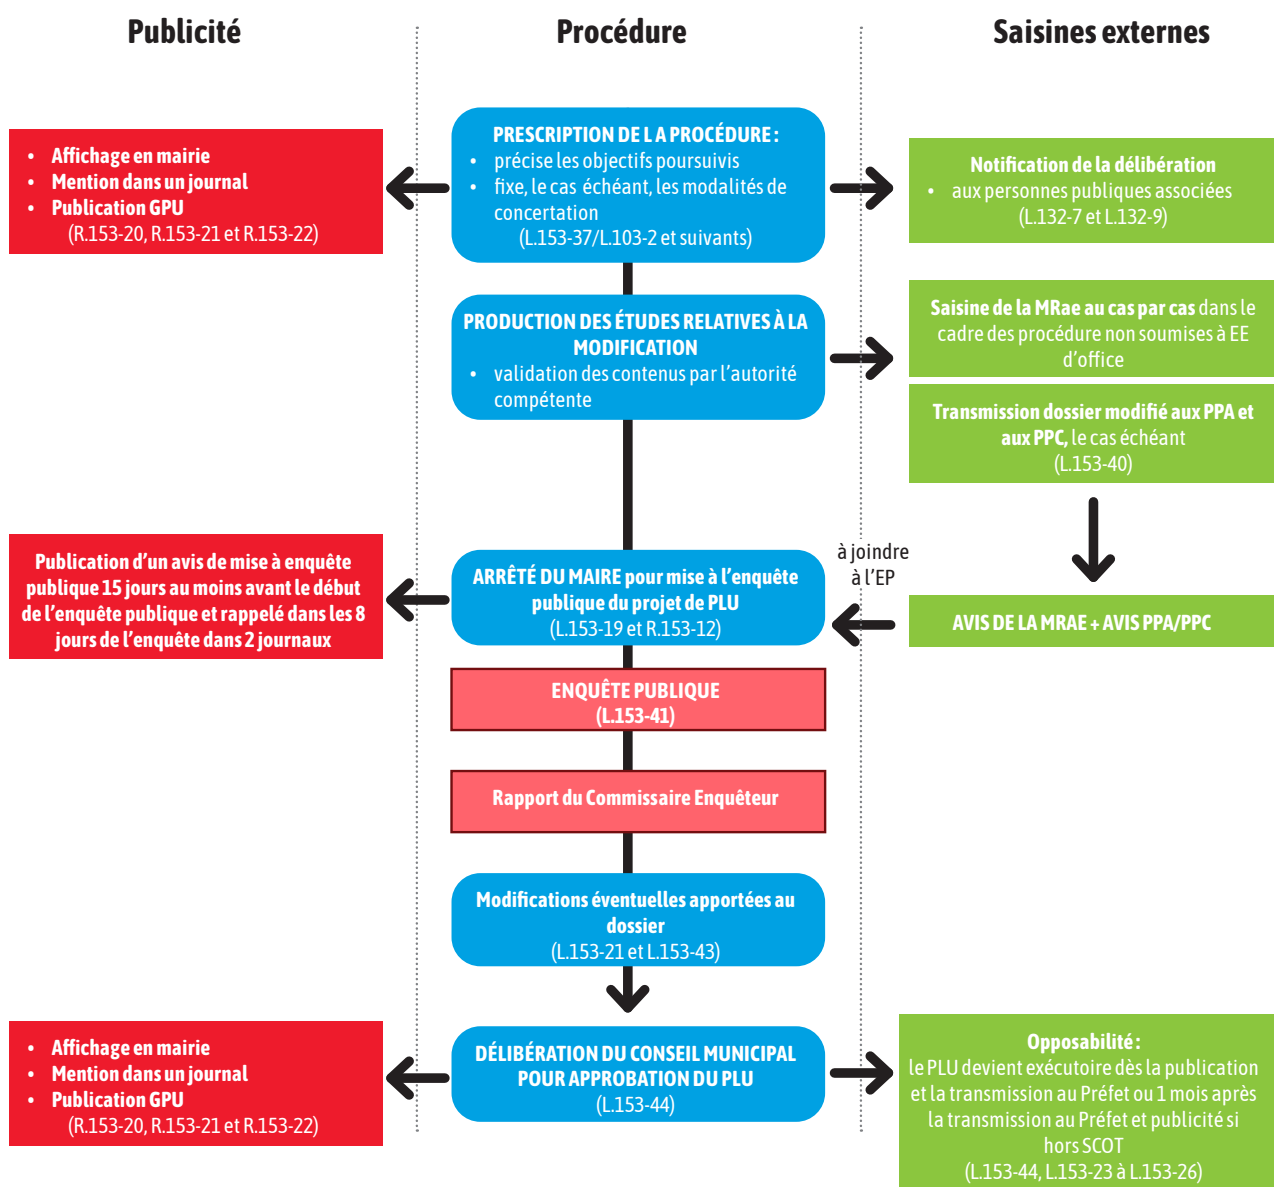 Publicité
Procédure
Saisines externes
• Affichage en mairie
• Mention dans un journal
• Publication GPU
(R.153-20, R.153-21 et R.153-22)
PRESCRIPTION DE L A PROCÉDURE :
• précise les objectifs poursuivis
• fixe, le cas échéant, les modalités de
concertation
(L.153-37/L.103-2 et suivants)
Notification de la délibération
• aux personnes publiques associées
(L.132-7 et L.132-9)
PRODUCTION DES ÉTUDES RELATIVES À LA
MODIFICATION
• validation des contenus par l'autorité
compétente
Saisine de la MRae au cas par cas dans le
cadre des procédure non soumises à EE
d'office
Transmission dossier modifié aux PPA et
aux PPC, le cas échéant
(L.153-40)
Publication d'un avis de mise à enquête
publique 15 jours au moins avant le début
de l'enquête publique et rappelé dans les 8
jours de l'enquête dans 2 journaux
ARRÊTÉ DU MAIRE pour mise à l'enquête
publique du projet de PLU
(L.153-19 et R.153-12)
à joindre
à l'EP
AVIS DE LA MRAE + AVIS PPA/PPC
ENQUÊTE PUBLIQUE
(L.153-41)
Rapport du Commissaire Enquêteur
Modifications éventuelles apportées au
dossier
(L.153-21 et L.153-43)
• Affichage en mairie
• Mention dans un journal
• Publication GPU
(R.153-20, R.153-21 et R.153-22)
DÉLIBÉRATION DU CONSEIL MUNICIPAL
POUR APPROBATION DU PLU
(L.153-44)
Opposabilité :
le PLU devient exécutoire dès la publication
et la transmission au Préfet ou 1 mois après
la transmission au Préfet et publicité si
hors SCOT
(L.153-44, L.153-23 à L.153-26)